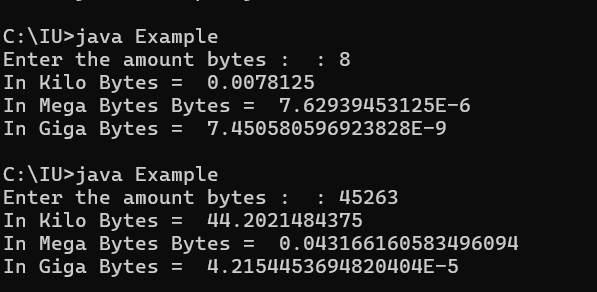 C:\IU>java Example
Enter the amount bytes :  : 8
In Kilo Bytes =  0.0078125
In Mega Bytes Bytes =  7.62939453125E-6
In Giga Bytes =  7.450580596923828E-9
C:\IU>java Example
Enter the amount bytes :  : 45263
In Kilo Bytes =  44.2021484375
In Mega Bytes Bytes =  0.043166160583496094
In Giga Bytes =  4.2154453694820404E-5